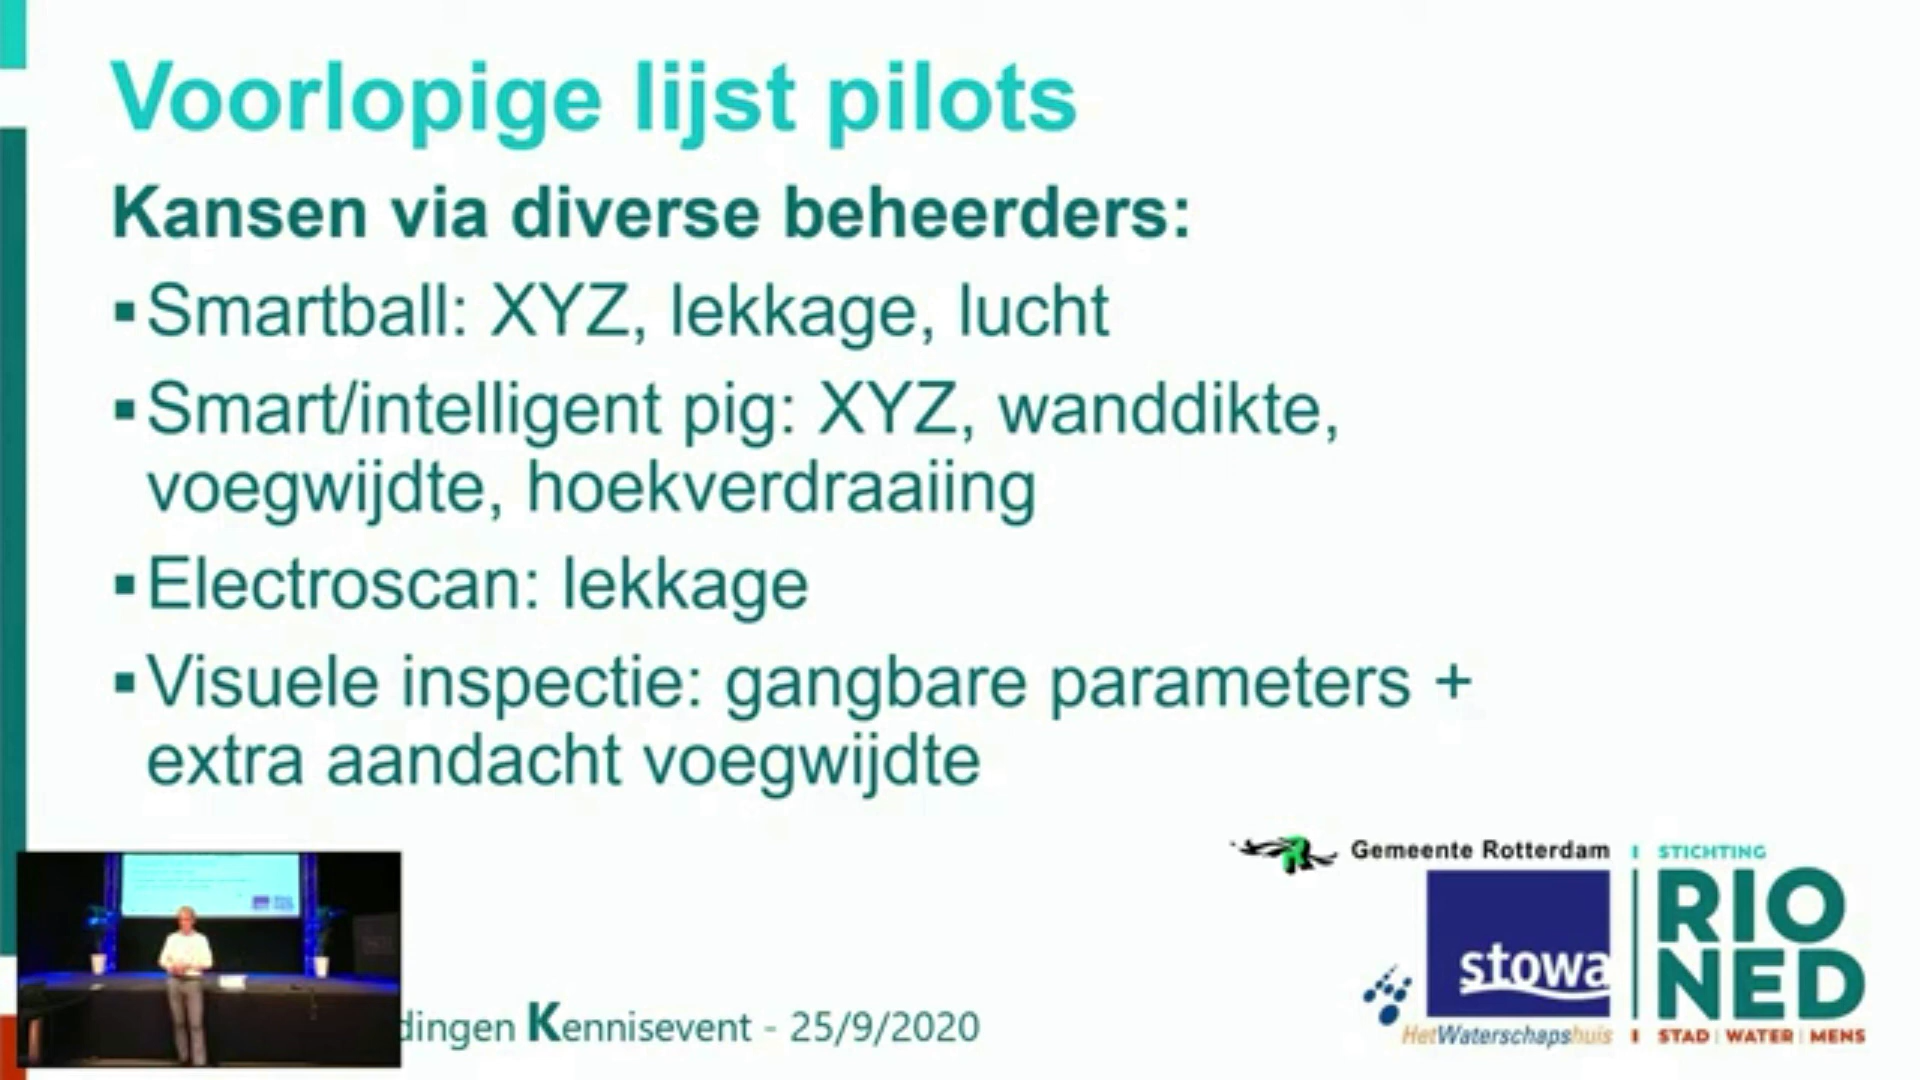 Voorlopige lijst pilots
Kansen via diverse beheerders:
▪ Smartball: XYZ, lekkage, lucht
▪ Smart/intelligent pig: XYZ, wanddikte,
voegwijdte, hoekverdraaiing
▪ Electroscan: lekkage
▪ Visuele inspectie: gangbare parameters +
extra aandacht voegwijdte
Gemeente Rotterdam
stowa
HetWaterschapshuis
STICHTING
RIO
NED
STAD | WATER | MENS
dingen Kennisevent - 25/9/2020